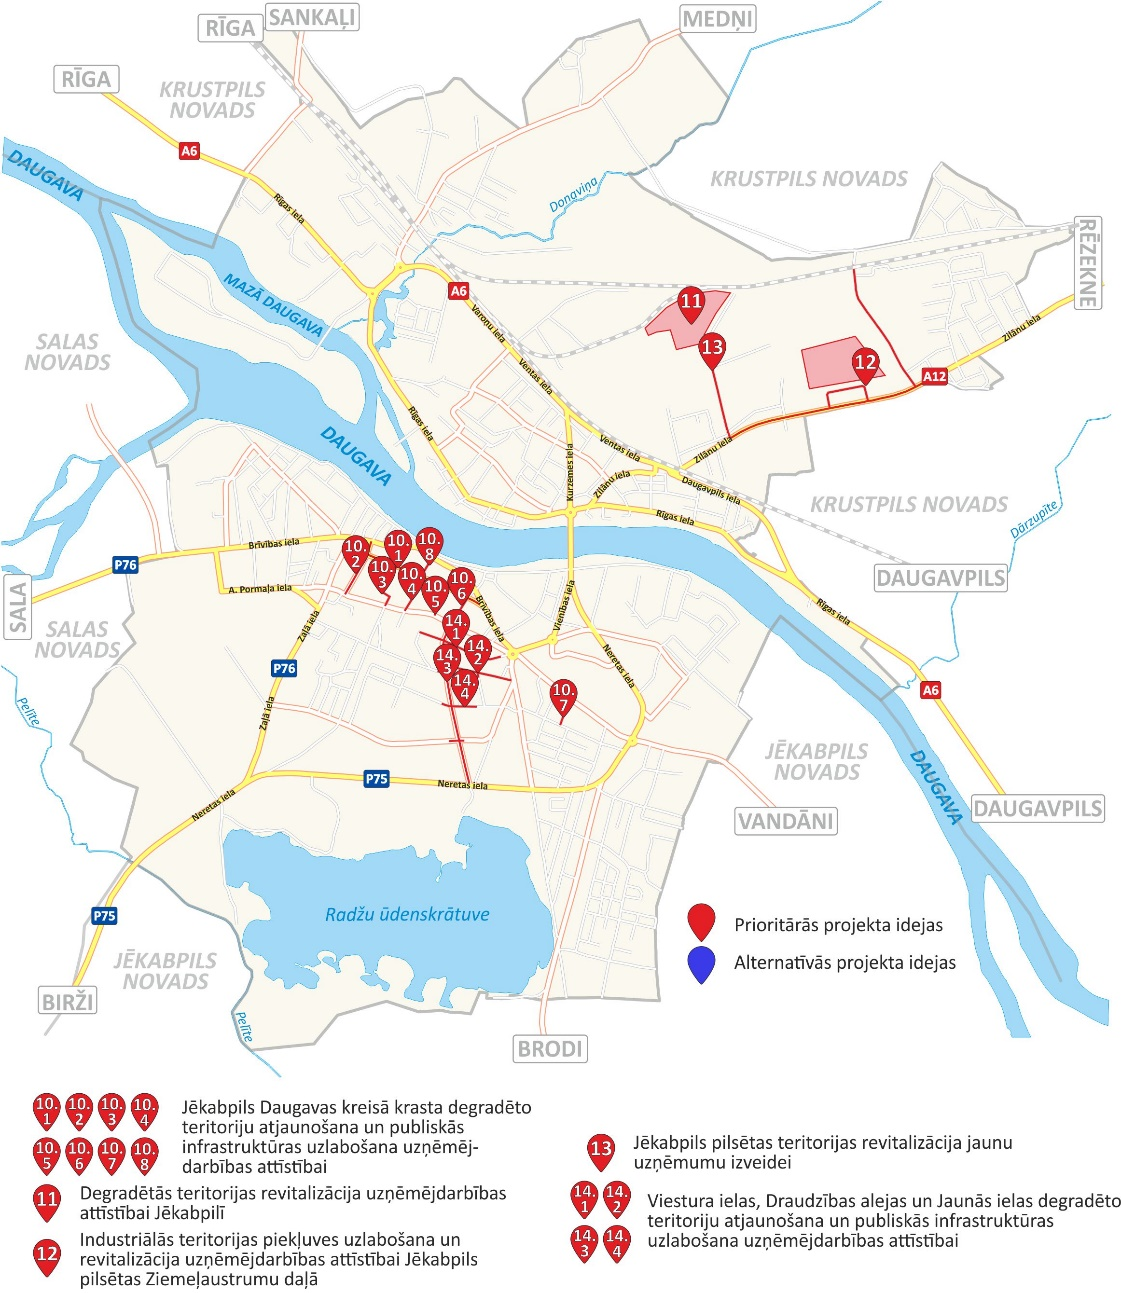 SANKAĻI
RĪGA
MEDŅI
RĪGA
KRUSTPILS
NOVADS
A6
DAUGAVA
Rīgas iela
Donaviņa
KRUSTPILS NOVADS
RĒZEKNE
MAZĀ DAUGAVA
A6
Varoņu iela
11
13
12
Zīlānu iela
A12
SALAS
NOVADS
Ventas iela
Rīgas iela
DAUGAVA
Ventas iela
Zīlānu iela
Kurzemes iela
Zīlānu iela
Daugavpils iela
Rīgas iela
KRUSTPILS NOVADS
Dārzupīte
DAUGAVPILS
Brīvības iela
P76
10.
2
10.
1
10.
8
10.
3
10.
4
10.
5
10.
6
A. Pormaļa iela
SALA
Brīvības iela
Vienības iela
Rīgas iela
SALAS
NOVADS
Zaļā iela
14.
1
14.
2
14.
3
14.
4
Neretas iela
P76
10.
7
A6
Pelīte
Zaļā iela
JĒKABPILS
NOVADS
DAUGAVA
P75
Neretas iela
Neretas iela
VANDĀNI
DAUGAVPILS
Radžu ūdenskrātuve
P75
JĒKABPILS
NOVADS
BIRŽI
Pelīte
BRODI
Prioritārās projekta idejas
Alternatīvās projekta idejas
10.
1
10.
2
10.
3
10.
4
10.
5
10.
6
10.
7
10.
8
Jēkabpils Daugavas kreisā krasta degradēto
teritoriju atjaunošana un publiskās
infrastruktūras uzlabošana uzņēmēj-
darbības attīstībai
11
Degradētās teritorijas revitalizācija uzņēmējdarbības
attīstībai Jēkabpilī
12
Industriālās teritorijas piekļuves uzlabošana un
revitalizācija uzņēmējdarbības attīstībai Jēkabpils
pilsētas Ziemeļaustrumu daļā
13
Jēkabpils pilsētas teritorijas revitalizācija jaunu
uzņēmumu izveidei
14.
1
14.
2
14.
3
14.
4
Viestura ielas, Draudzības alejas un Jaunās ielas degradēto
teritoriju atjaunošana un publiskās infrastruktūras
uzlabošana uzņēmējdarbības attīstībai